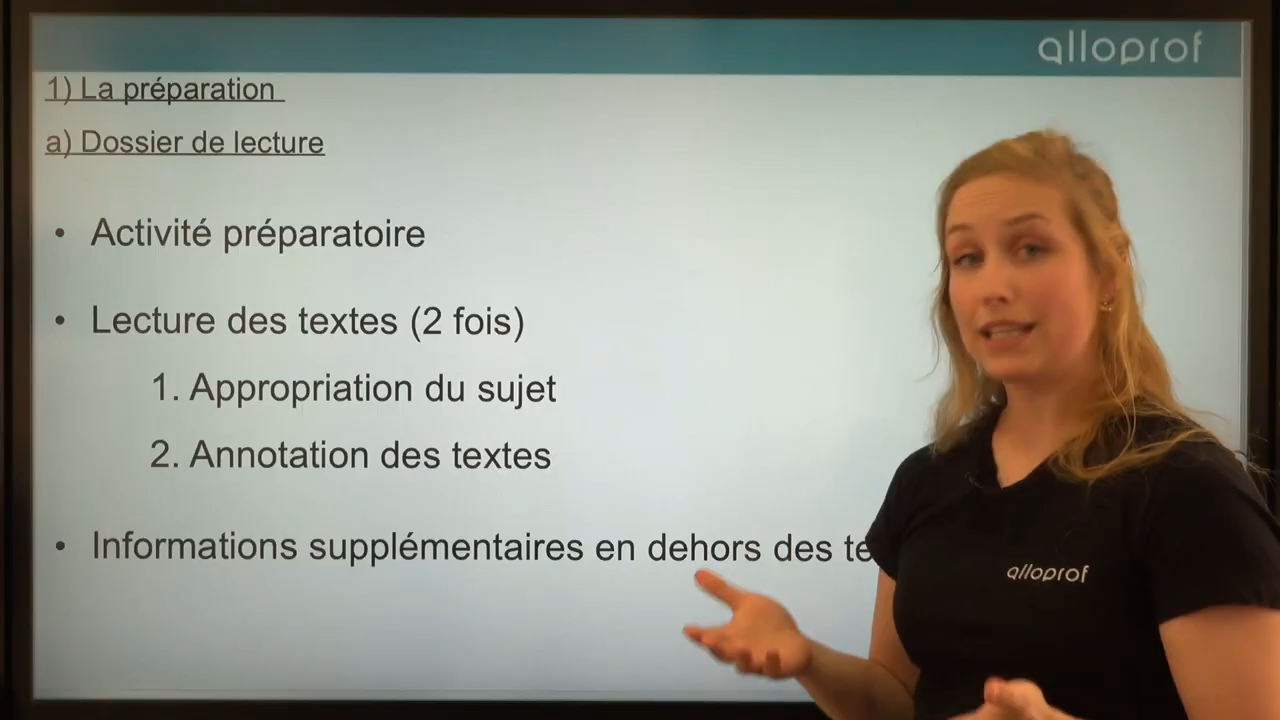 alloprof
1) La préparation
a) Dossier de lecture
• Activité préparatoire
• Lecture des textes (2 fois)
1. Appropriation du sujet
2. Annotation des textes
• Informations supplémentaires en dehors des
alloprof